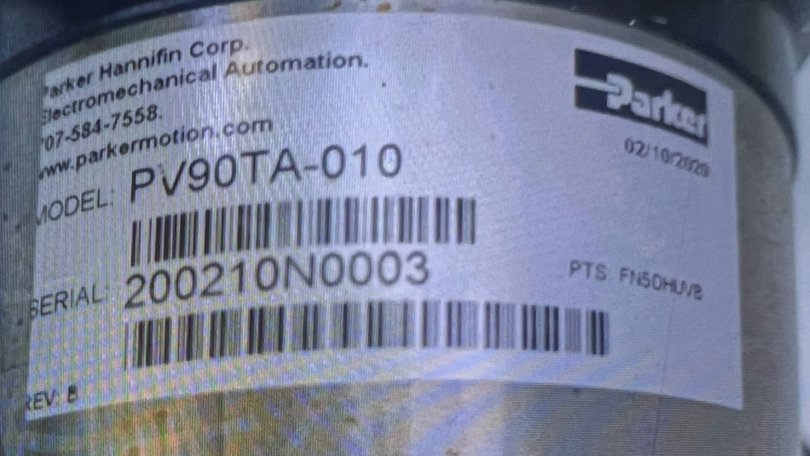 Parker Hannifin Corp.
Electromechanical Automation.
707-584-7558.
www.parkermotion.com
Parker
02/10/2020
MODEL: PV90TA-010
SERIAL: 200210N0003
PTS: FN50HUV8
REV: B